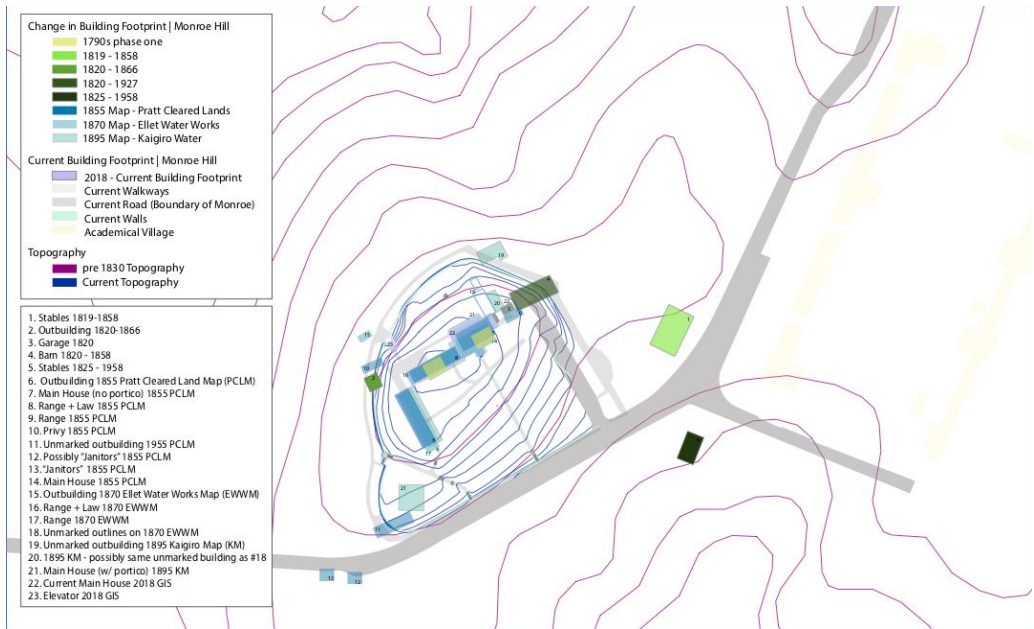 Change in Building Footprint | Monroe Hill
1790s phase one
1819 - 1858
1820 - 1866
1820 - 1927
1825 - 1958
1855 Map - Pratt Cleared Lands
1870 Map - Ellet Water Works
1895 Map - Kaigiro Water
Current Building Footprint | Monroe Hill
2018 - Current Building Footprint
Current Walkways
Current Road (Boundary of Monroe)
Current Walls
Academical Village
Topography
pre 1830 Topography
Current Topography
1. Stables 1819-1858
2. Outbuilding 1820-1866
3. Garage 1820
4. Barn 1820 - 1858
5. Stables 1825 - 1958
6. Outbuilding 1855 Pratt Cleared Land Map (PCLM)
7. Main House (no portico) 1855 PCLM
8. Range + Law 1855 PCLM
9. Range 1855 PCLM
10. Privy 1855 PCLM
11. Unmarked outbuilding 1955 PCLM
12. Possibly "Janitors" 1855 PCLM
13. "Janitors" 1855 PCLM
14. Main House 1855 PCLM
15. Outbuilding 1870 Ellet Water Works Map (EWWM)
16. Range + Law 1870 EWWM
17. Range 1870 EWWM
18. Unmarked outlines on 1870 EWWM
19. Unmarked outbuilding 1895 Kaigiro Map (KM)
20. 1895 KM - possibly same unmarked building as #18
21. Main House (w/ portico) 1895 KM
22. Current Main House 2018 GIS
23. Elevator 2018 GIS
19
4
18
20
22
21
1
15
23
22
7
14
10
8
16
2
9
17
21
11
13
12